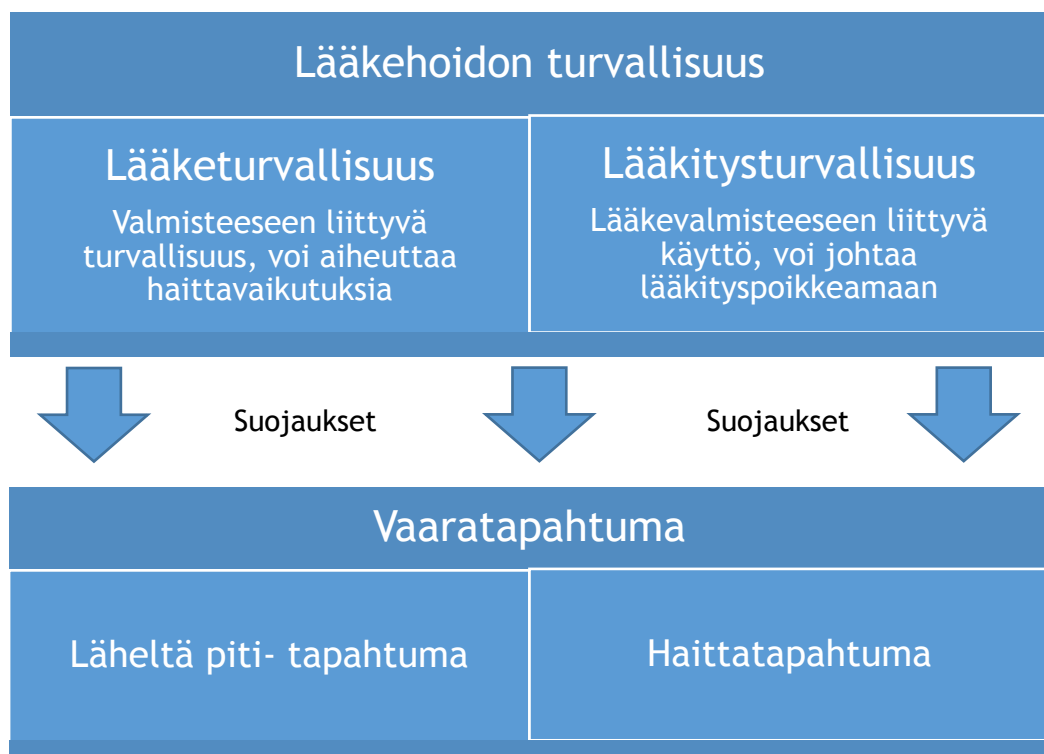 Lääkehoidon turvallisuus
Lääketurvallisuus
Valmisteeseen liittyvä
turvallisuus, voi aiheuttaa
haittavaikutuksia
Lääkitysturvallisuus
Lääkevalmisteeseen liittyvä
käyttö, voi johtaa
lääkityspoikkeamaan
Suojaukset
Suojaukset
Vaaratapahtuma
Läheltä piti- tapahtuma
Haittatapahtuma